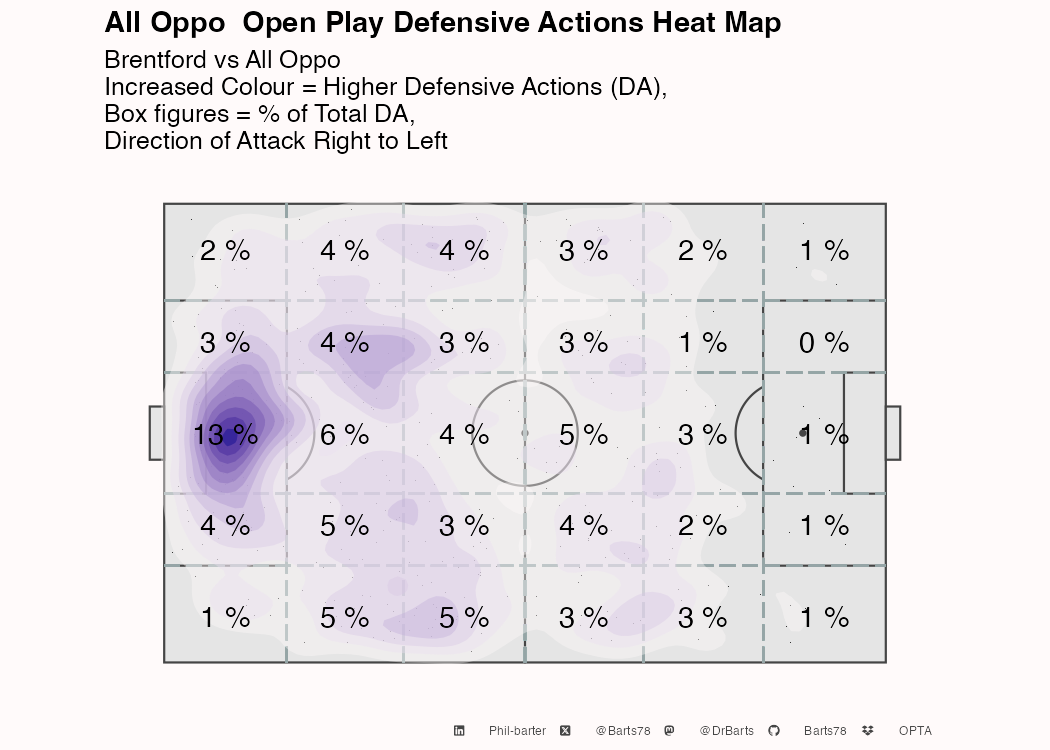 All Oppo  Open Play Defensive Actions Heat Map
Brentford vs All Oppo
Increased Colour = Higher Defensive Actions (DA),
Box figures = % of Total DA,
Direction of Attack Right to Left
2 % 4 % 4 % 3 % 2 % 1 %
3 % 4 % 3 % 3 % 1 % 0 %
13 % 6 % 4 % 5 % 3 % 1 %
4 % 5 % 3 % 4 % 2 % 1 %
1 % 5 % 5 % 3 % 3 % 1 %
Phil-barter @Barts78 @DrBarts Barts78 OPTA